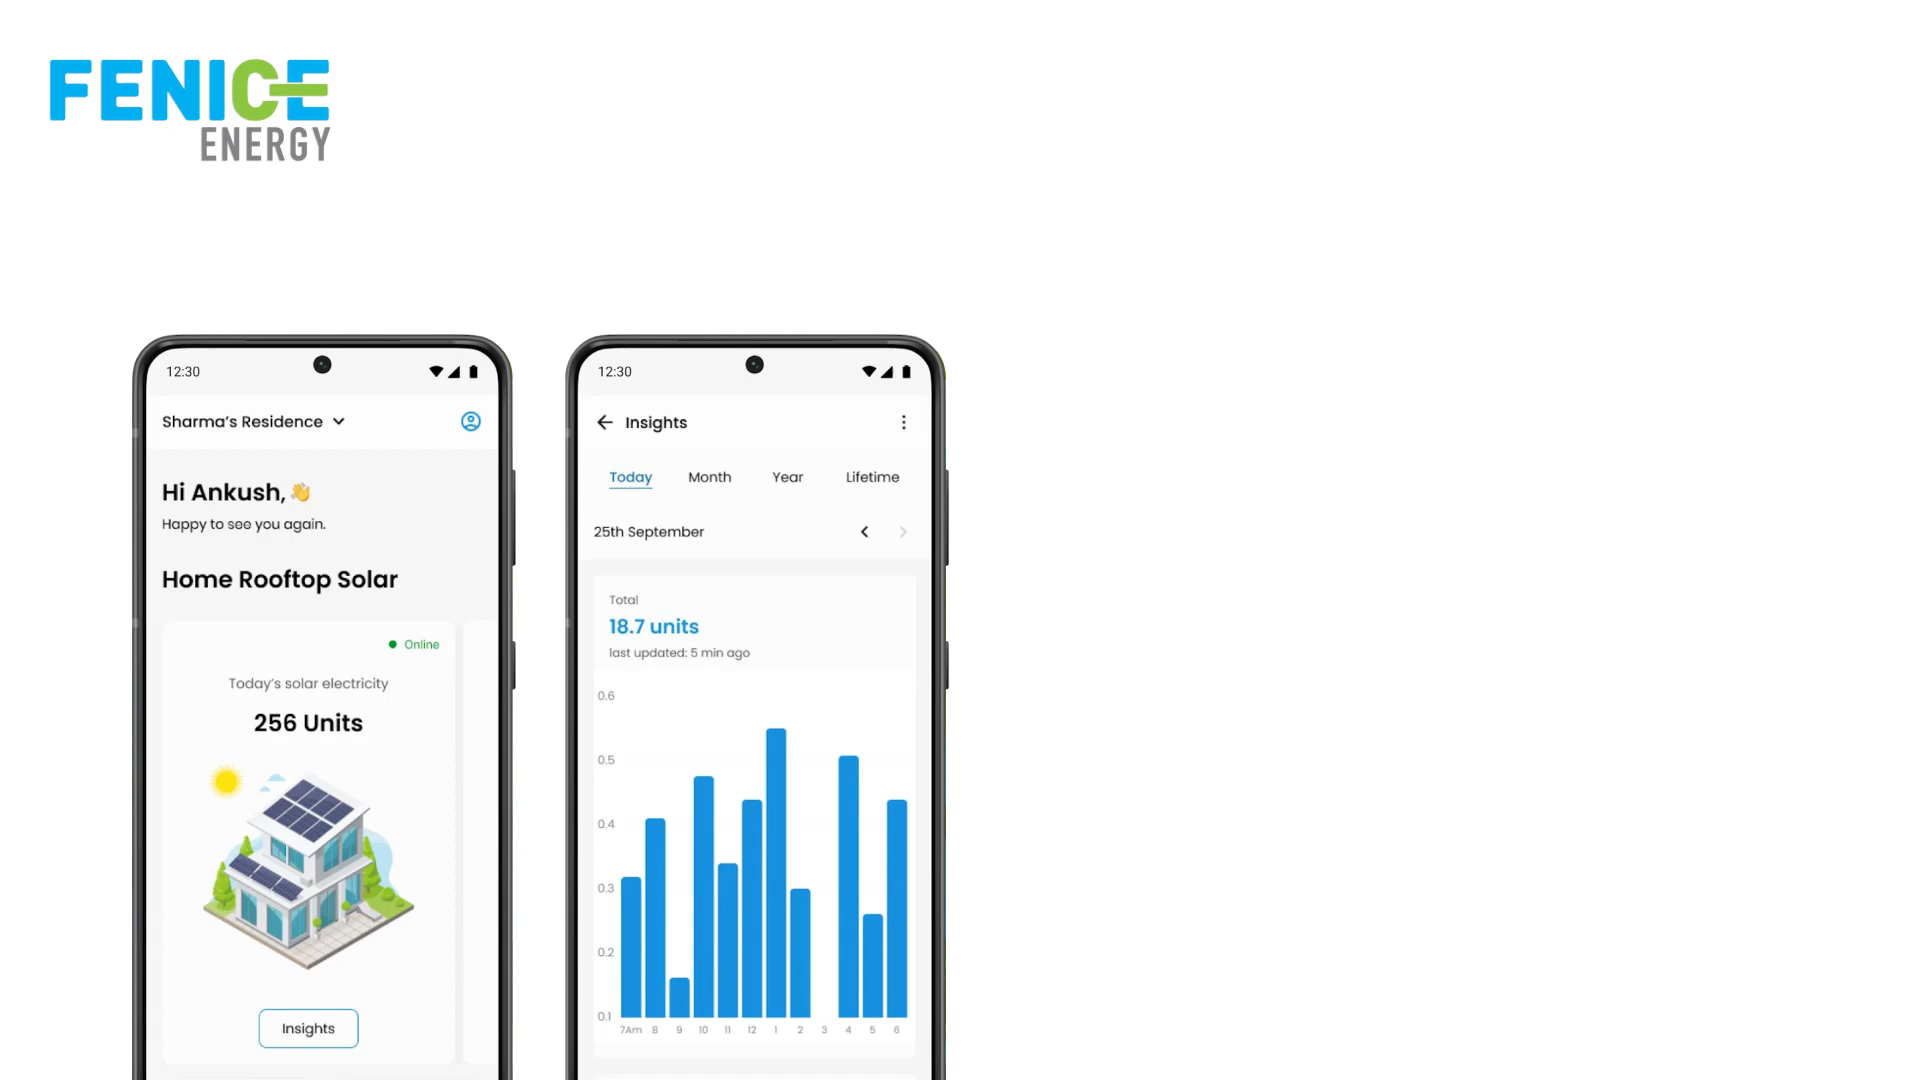 FENICE
ENERGY
12:30
Sharma's Residence
Hi Ankush, 👋
Happy to see you again.
Home Rooftop Solar
Online
Today's solar electricity
256 Units
Insights
12:30
Insights
Today Month Year Lifetime
25th September
Total
18.7 units
last updated: 5 min ago
0.6
0.5
0.4
0.3
0.2
0.1
7Am 8 9 10 11 12 1 2 3 4 5 6